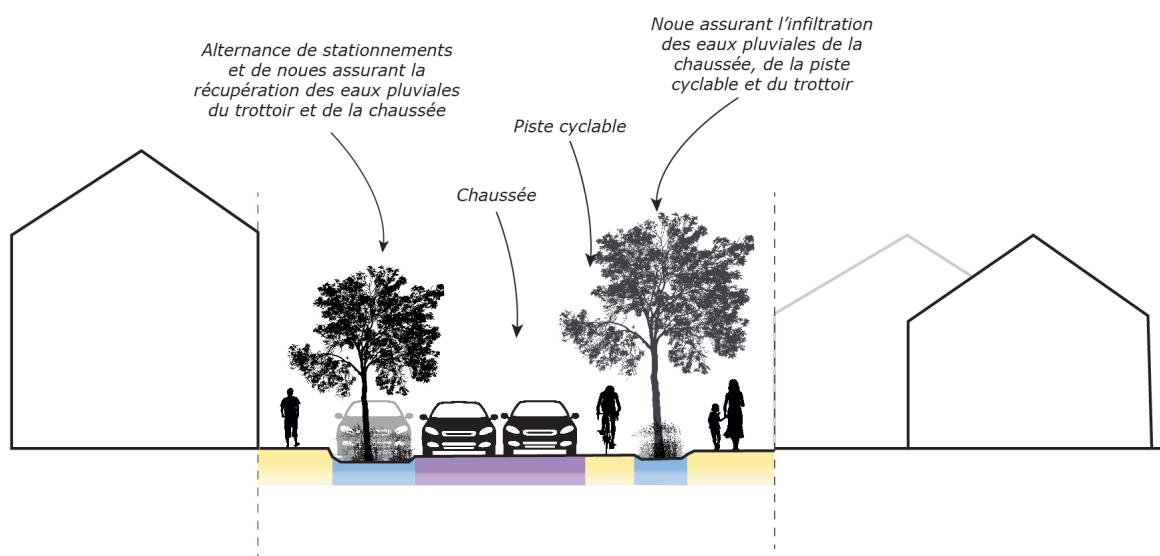 Alternance de stationnements
et de noues assurant la
récupération des eaux pluviales
du trottoir et de la chaussée
Chaussée
Piste cyclable
Noue assurant l’infiltration
des eaux pluviales de la
chaussée, de la piste
cyclable et du trottoir